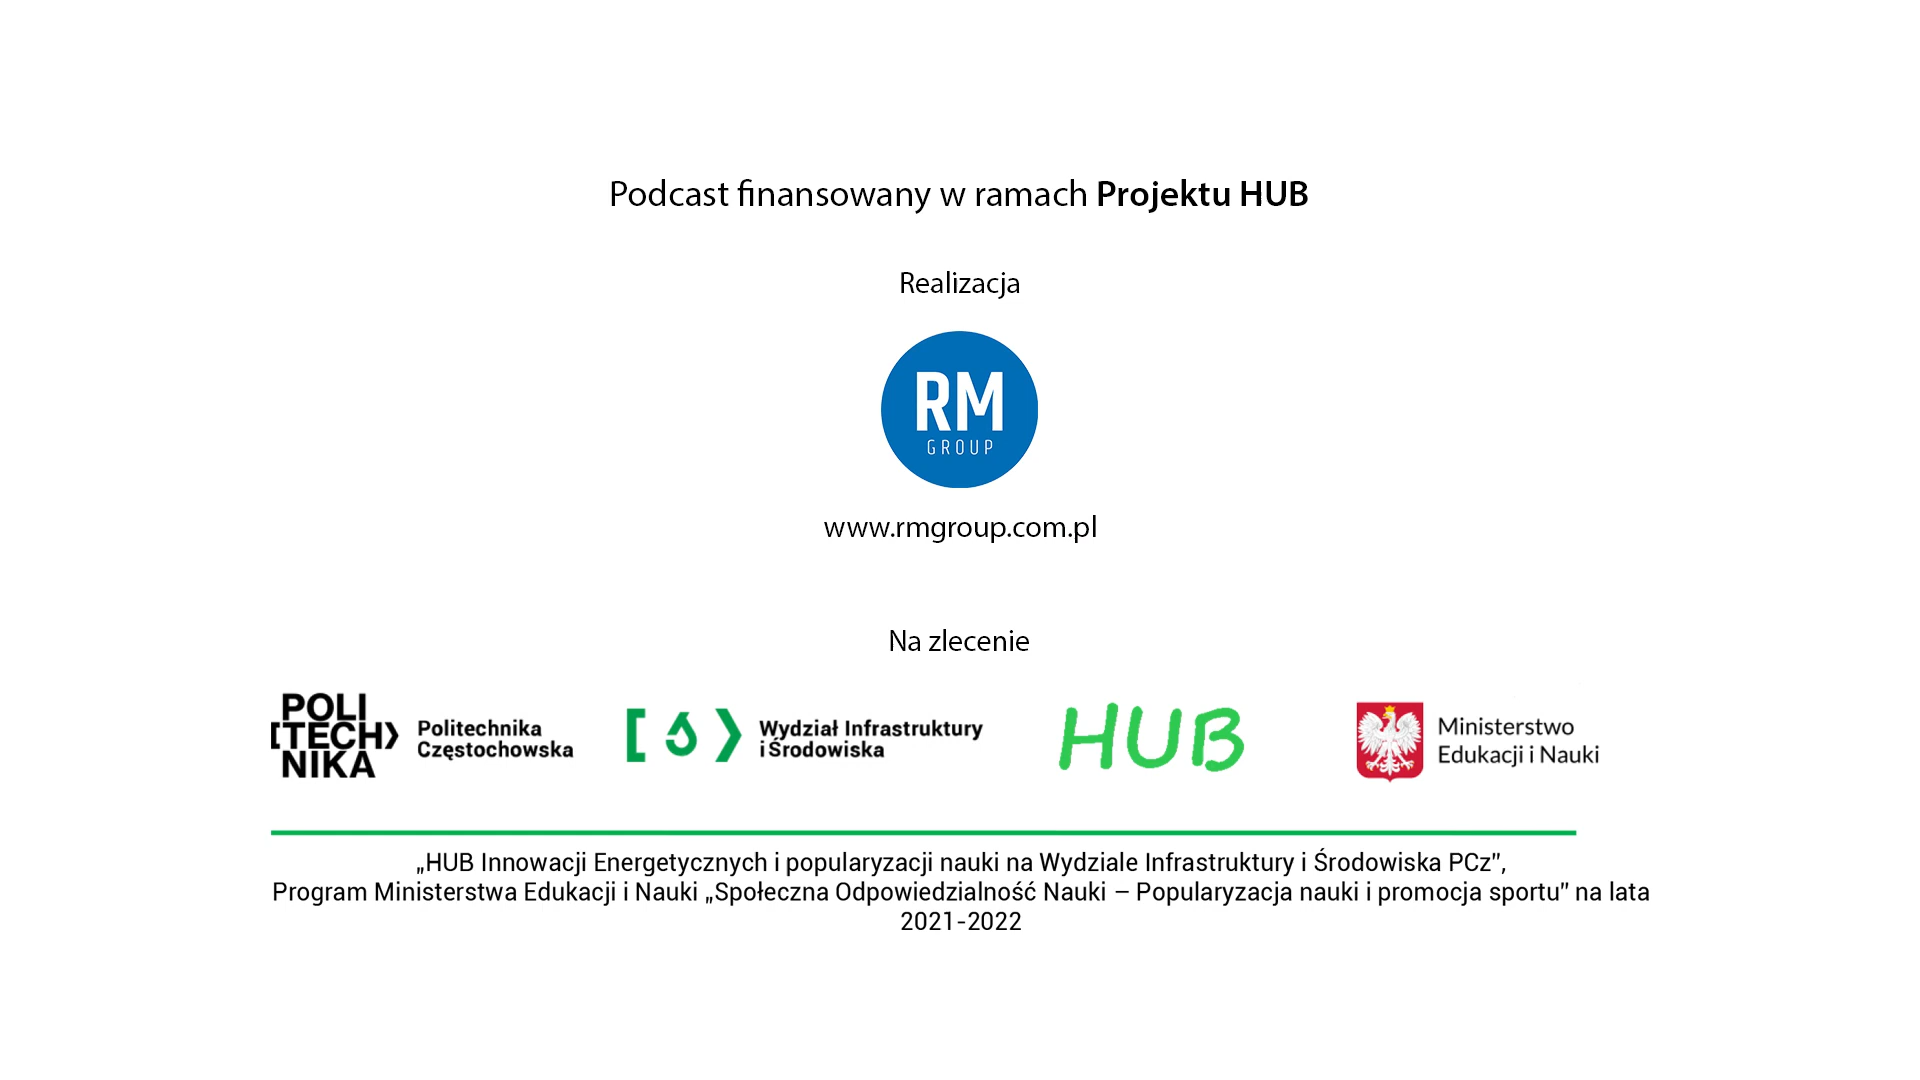 Podcast finansowany w ramach Projektu HUB
Realizacja
RM
GROUP
www.rmgroup.com.pl
Na zlecenie
POLI
[TECH
NIKA
Politechnika
Częstochowska
Wydział Infrastruktury
i Środowiska
HUB
Ministerstwo
Edukacji i Nauki
„HUB Innowacji Energetycznych i popularyzacji nauki na Wydziale Infrastruktury i Środowiska PCz”,
Program Ministerstwa Edukacji i Nauki „Społeczna Odpowiedzialność Nauki – Popularyzacja nauki i promocja sportu” na lata
2021-2022